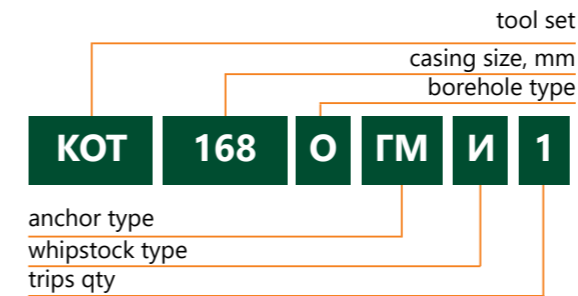 tool set
casing size, mm
borehole type
КОТ 168 О ГМ И 1
anchor type
whipstock type
trips qty